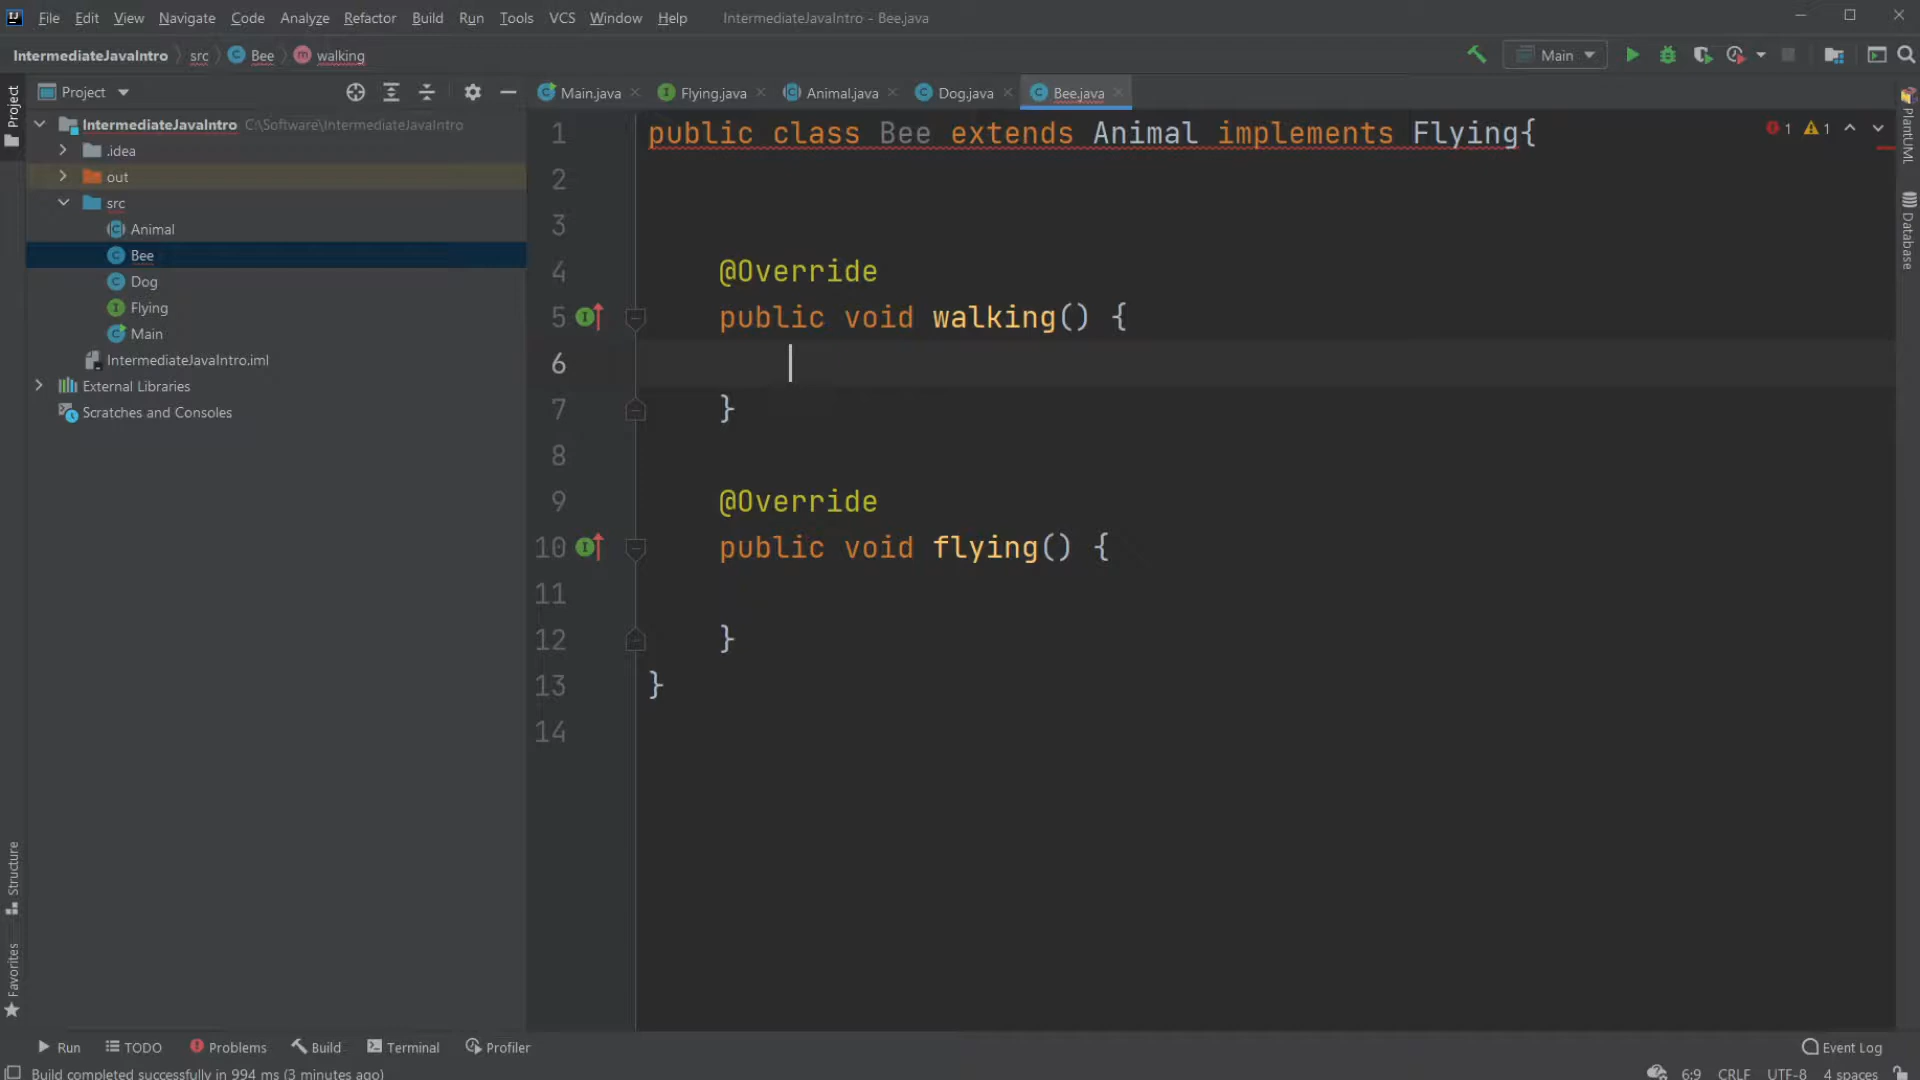 File Edit View Navigate Code Analyze Refactor Build Run Tools VCS Window Help IntermediateJavaIntro - Bee.java
IntermediateJavaIntro src Bee walking Main
Project
Project
IntermediateJavaIntro C:\Software\IntermediateJavaIntro
.idea
out
src
Animal
Bee
Dog
Flying
Main
IntermediateJavaIntro.iml
External Libraries
Scratches and Consoles
Structure
Favorites
Main.java Flying.java Animal.java Dog.java Bee.java
1 public class Bee extends Animal implements Flying{
2
3
4 @Override
5 public void walking() {
6
7 }
8
9 @Override
10 public void flying() {
11
12 }
13 }
14
1 1
PlantUML
Database
Run TODO Problems Build Terminal Profiler Event Log
Build completed successfully in 994 ms (3 minutes ago) 6:9 CRLF UTF-8 4 spaces